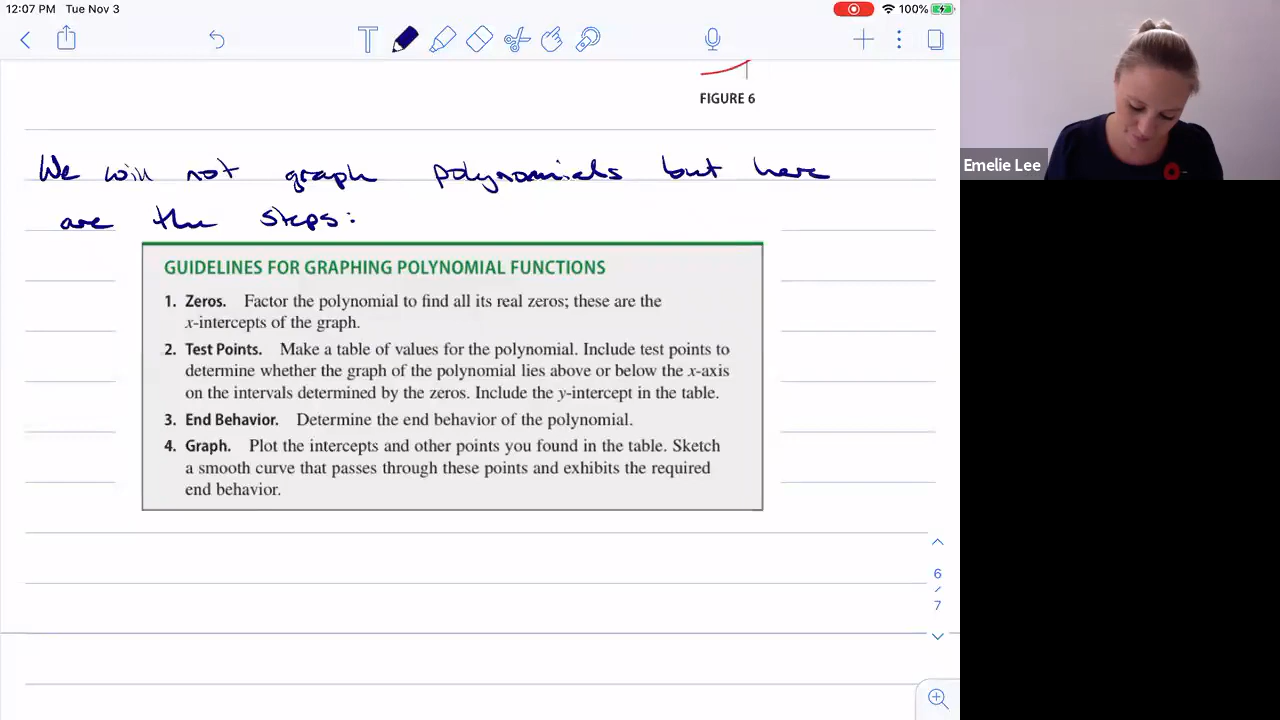 12:07 PM Tue Nov 3
100%
FIGURE 6
We will not graph polynomials but here
are the steps:
GUIDELINES FOR GRAPHING POLYNOMIAL FUNCTIONS
1. Zeros. Factor the polynomial to find all its real zeros; these are the
x-intercepts of the graph.
2. Test Points. Make a table of values for the polynomial. Include test points to
determine whether the graph of the polynomial lies above or below the x-axis
on the intervals determined by the zeros. Include the y-intercept in the table.
3. End Behavior. Determine the end behavior of the polynomial.
4. Graph. Plot the intercepts and other points you found in the table. Sketch
a smooth curve that passes through these points and exhibits the required
end behavior.
6
/
7
Emelie Lee